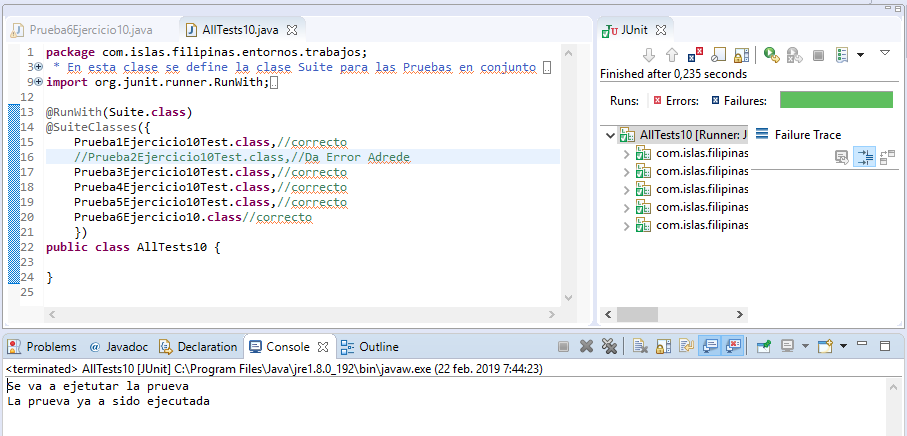 Prueba6Ejercicio10.java
AllTests10.java
1 package com.islas.filipinas.entornos.trabajos;
3 * En esta clase se define la clase Suite para las Pruebas en conjunto
9 import org.junit.runner.RunWith;
12
13 @RunWith(Suite.class)
14 @SuiteClasses({
15 Prueba1Ejercicio10Test.class,//correcto
16 //Prueba2Ejercicio10Test.class,//Da Error Adrede
17 Prueba3Ejercicio10Test.class,//correcto
18 Prueba4Ejercicio10Test.class,//correcto
19 Prueba5Ejercicio10Test.class,//correcto
20 Prueba6Ejercicio10.class//correcto
21 })
22 public class AllTests10 {
23
24 }
25
JUnit
Finished after 0,235 seconds
Runs: Errors: Failures:
AllTests10 [Runner: J
Failure Trace
com.islas.filipinas
com.islas.filipinas
com.islas.filipinas
com.islas.filipinas
com.islas.filipinas
Problems @ Javadoc Declaration Console Outline
<terminated> AllTests10 [JUnit] C:\Program Files\Java\jre1.8.0_192\bin\javaw.exe (22 feb. 2019 7:44:23)
Se va a ejetutar la prueva
La prueva ya a sido ejecutada